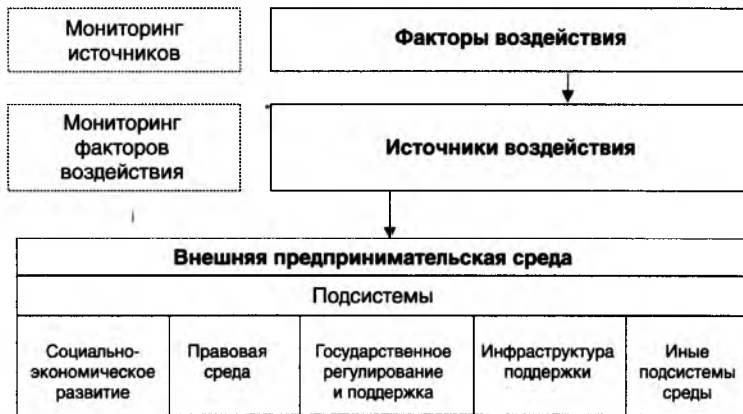 Мониторинг
источников
Факторы воздействия
Мониторинг
факторов
воздействия
Источники воздействия
Внешняя предпринимательская среда
Подсистемы
Социально-
экономическое
развитие
Правовая
среда
Государственное
регулирование
и поддержка
Инфраструктура
поддержки
Иные
подсистемы
среды